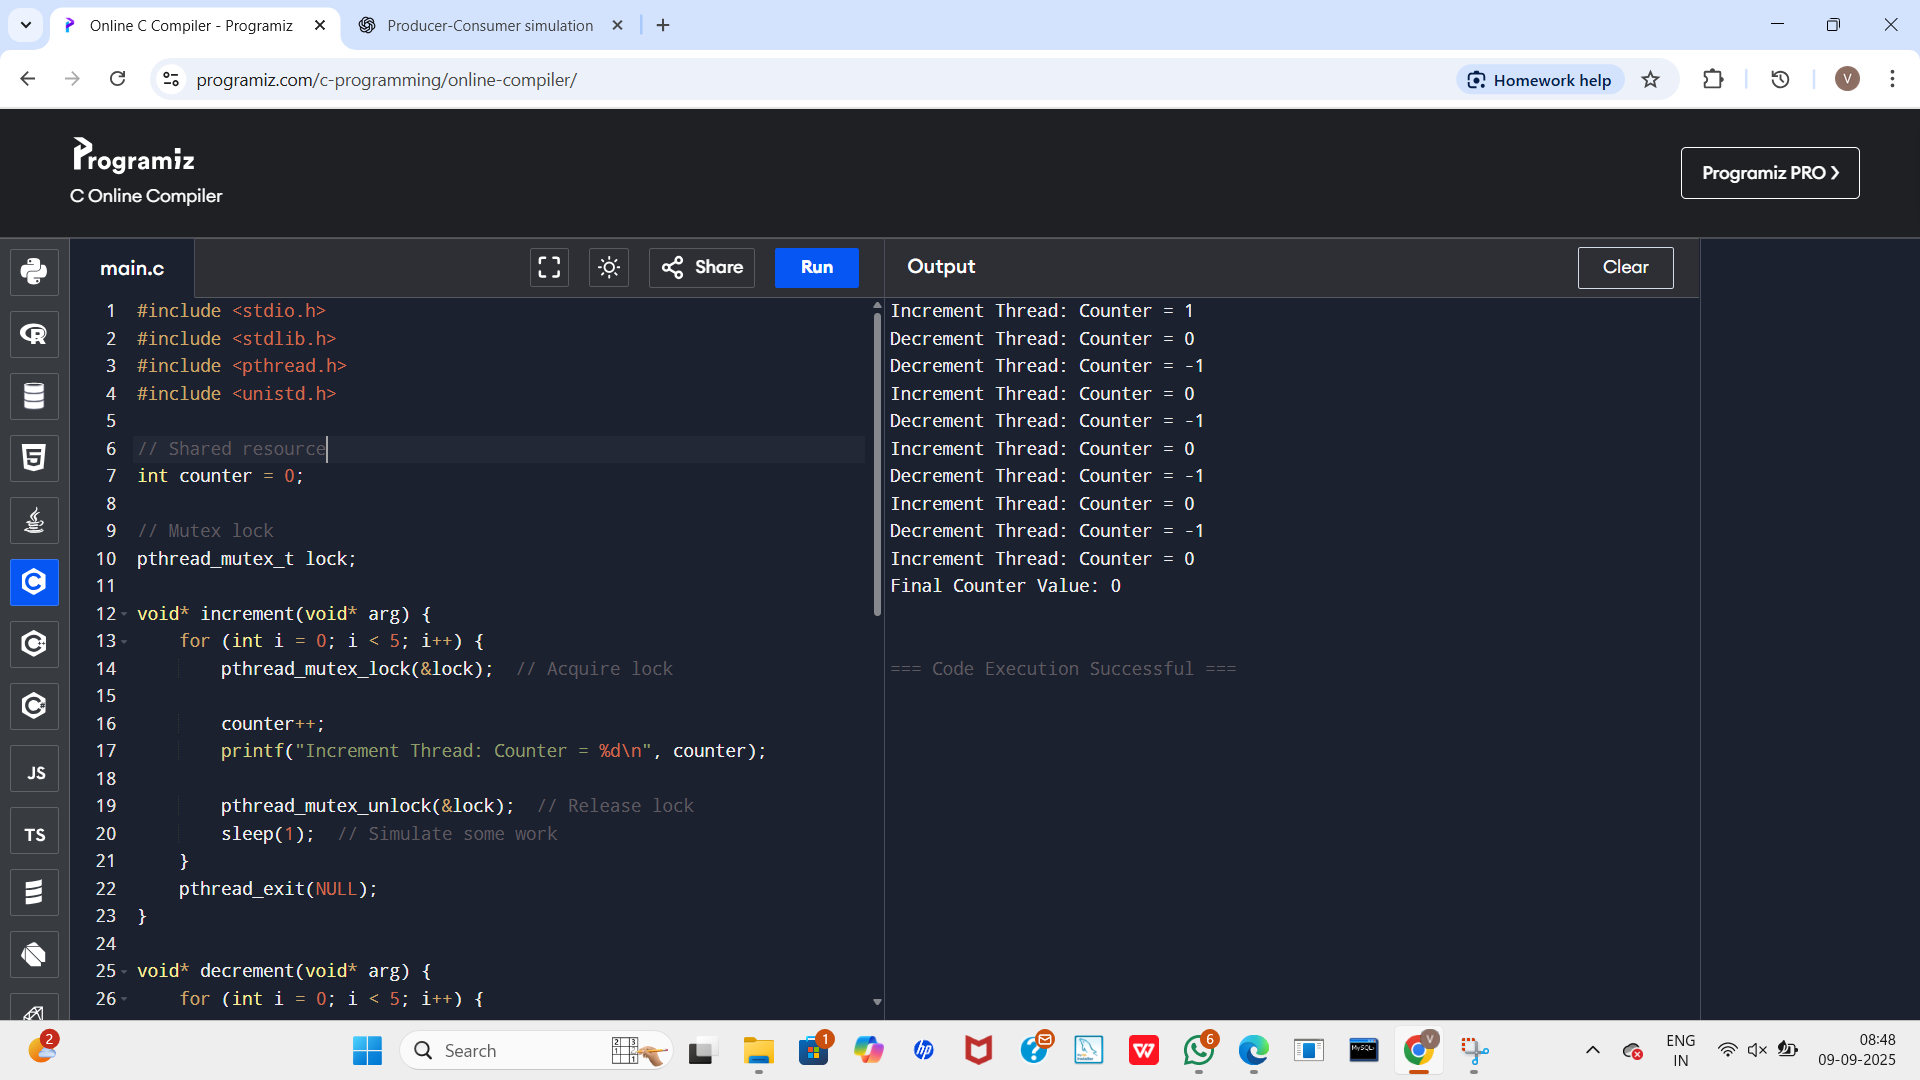 Online C Compiler - Programiz
Producer-Consumer simulation
programiz.com/c-programming/online-compiler/
Homework help
V
Programiz
C Online Compiler
Programiz PRO ❯
main.c
Share
Run
Output
Clear
1 #include <stdio.h>
2 #include <stdlib.h>
3 #include <pthread.h>
4 #include <unistd.h>
5
6 // Shared resource
7 int counter = 0;
8
9 // Mutex lock
10 pthread_mutex_t lock;
11
12 void* increment(void* arg) {
13 for (int i = 0; i < 5; i++) {
14 pthread_mutex_lock(&lock); // Acquire lock
15
16 counter++;
17 printf("Increment Thread: Counter = %d\n", counter);
18
19 pthread_mutex_unlock(&lock); // Release lock
20 sleep(1); // Simulate some work
21 }
22 pthread_exit(NULL);
23 }
24
25 void* decrement(void* arg) {
26 for (int i = 0; i < 5; i++) {
Increment Thread: Counter = 1
Decrement Thread: Counter = 0
Decrement Thread: Counter = -1
Increment Thread: Counter = 0
Decrement Thread: Counter = -1
Increment Thread: Counter = 0
Decrement Thread: Counter = -1
Increment Thread: Counter = 0
Decrement Thread: Counter = -1
Increment Thread: Counter = 0
Final Counter Value: 0
=== Code Execution Successful ===
R
5
C
C
C
JS
TS
2
Search
1
hp
W
6
MySQL
V
ENG
IN
08:48
09-09-2025